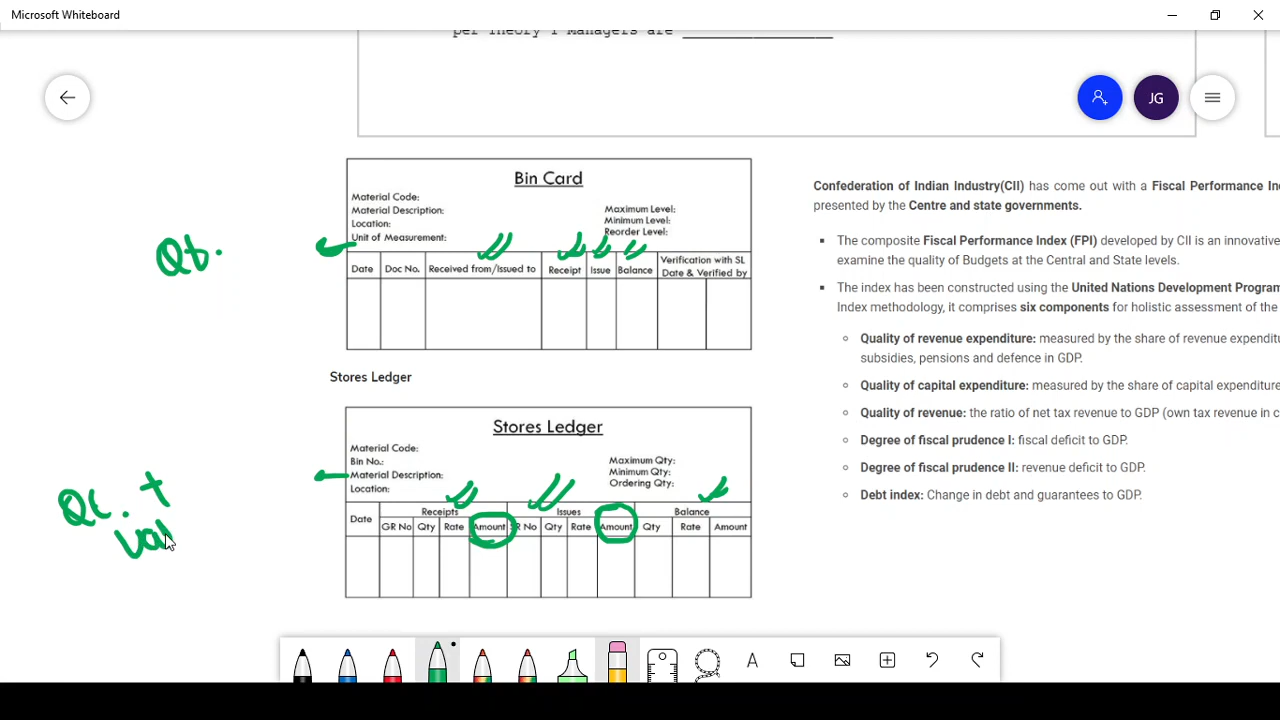 Microsoft Whiteboard
per Theory Y Managers are
JG
Bin Card
Material Code:
Material Description:
Location:
Unit of Measurement:
Maximum Level:
Minimum Level:
Reorder Level:
Date Doc No. Received from/Issued to Receipt Issue Balance Verification with SL
Date & Verified by
Qty.
Stores Ledger
Stores Ledger
Material Code:
Bin No.:
Material Description:
Location:
Maximum Qty:
Minimum Qty:
Ordering Qty:
Date Receipts Issues Balance
GR No Qty Rate Amount SR No Qty Rate Amount Qty Rate Amount
+
Val
Confederation of Indian Industry(CII) has come out with a Fiscal Performance
presented by the Centre and state governments.
The composite Fiscal Performance Index (FPI) developed by CII is an innovative
examine the quality of Budgets at the Central and State levels.
The index has been constructed using the United Nations Development
Index methodology, it comprises six components for holistic assessment of the
Quality of revenue expenditure: measured by the share of revenue
subsidies, pensions and defence in GDP.
Quality of capital expenditure: measured by the share of capital expenditure
Quality of revenue: the ratio of net tax revenue to GDP (own tax revenue in
Degree of fiscal prudence I: fiscal deficit to GDP.
Degree of fiscal prudence II: revenue deficit to GDP.
Debt index: Change in debt and guarantees to GDP.
A